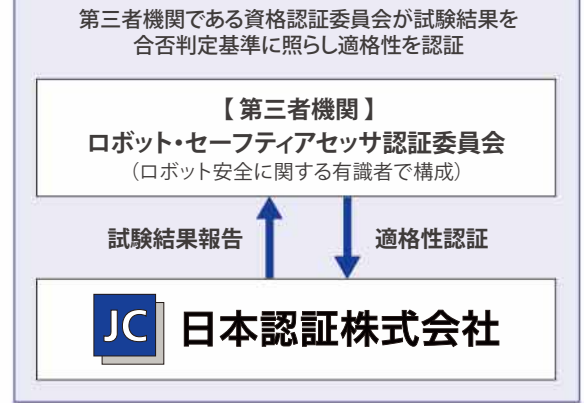 第三者機関である資格認証委員会が試験結果を
合否判定基準に照らし適格性を認証
【 第三者機関 】
ロボット・セーフティアセッサ認証委員会
（ロボット安全に関する有識者で構成）
試験結果報告
適格性認証
JC 日本認証株式会社